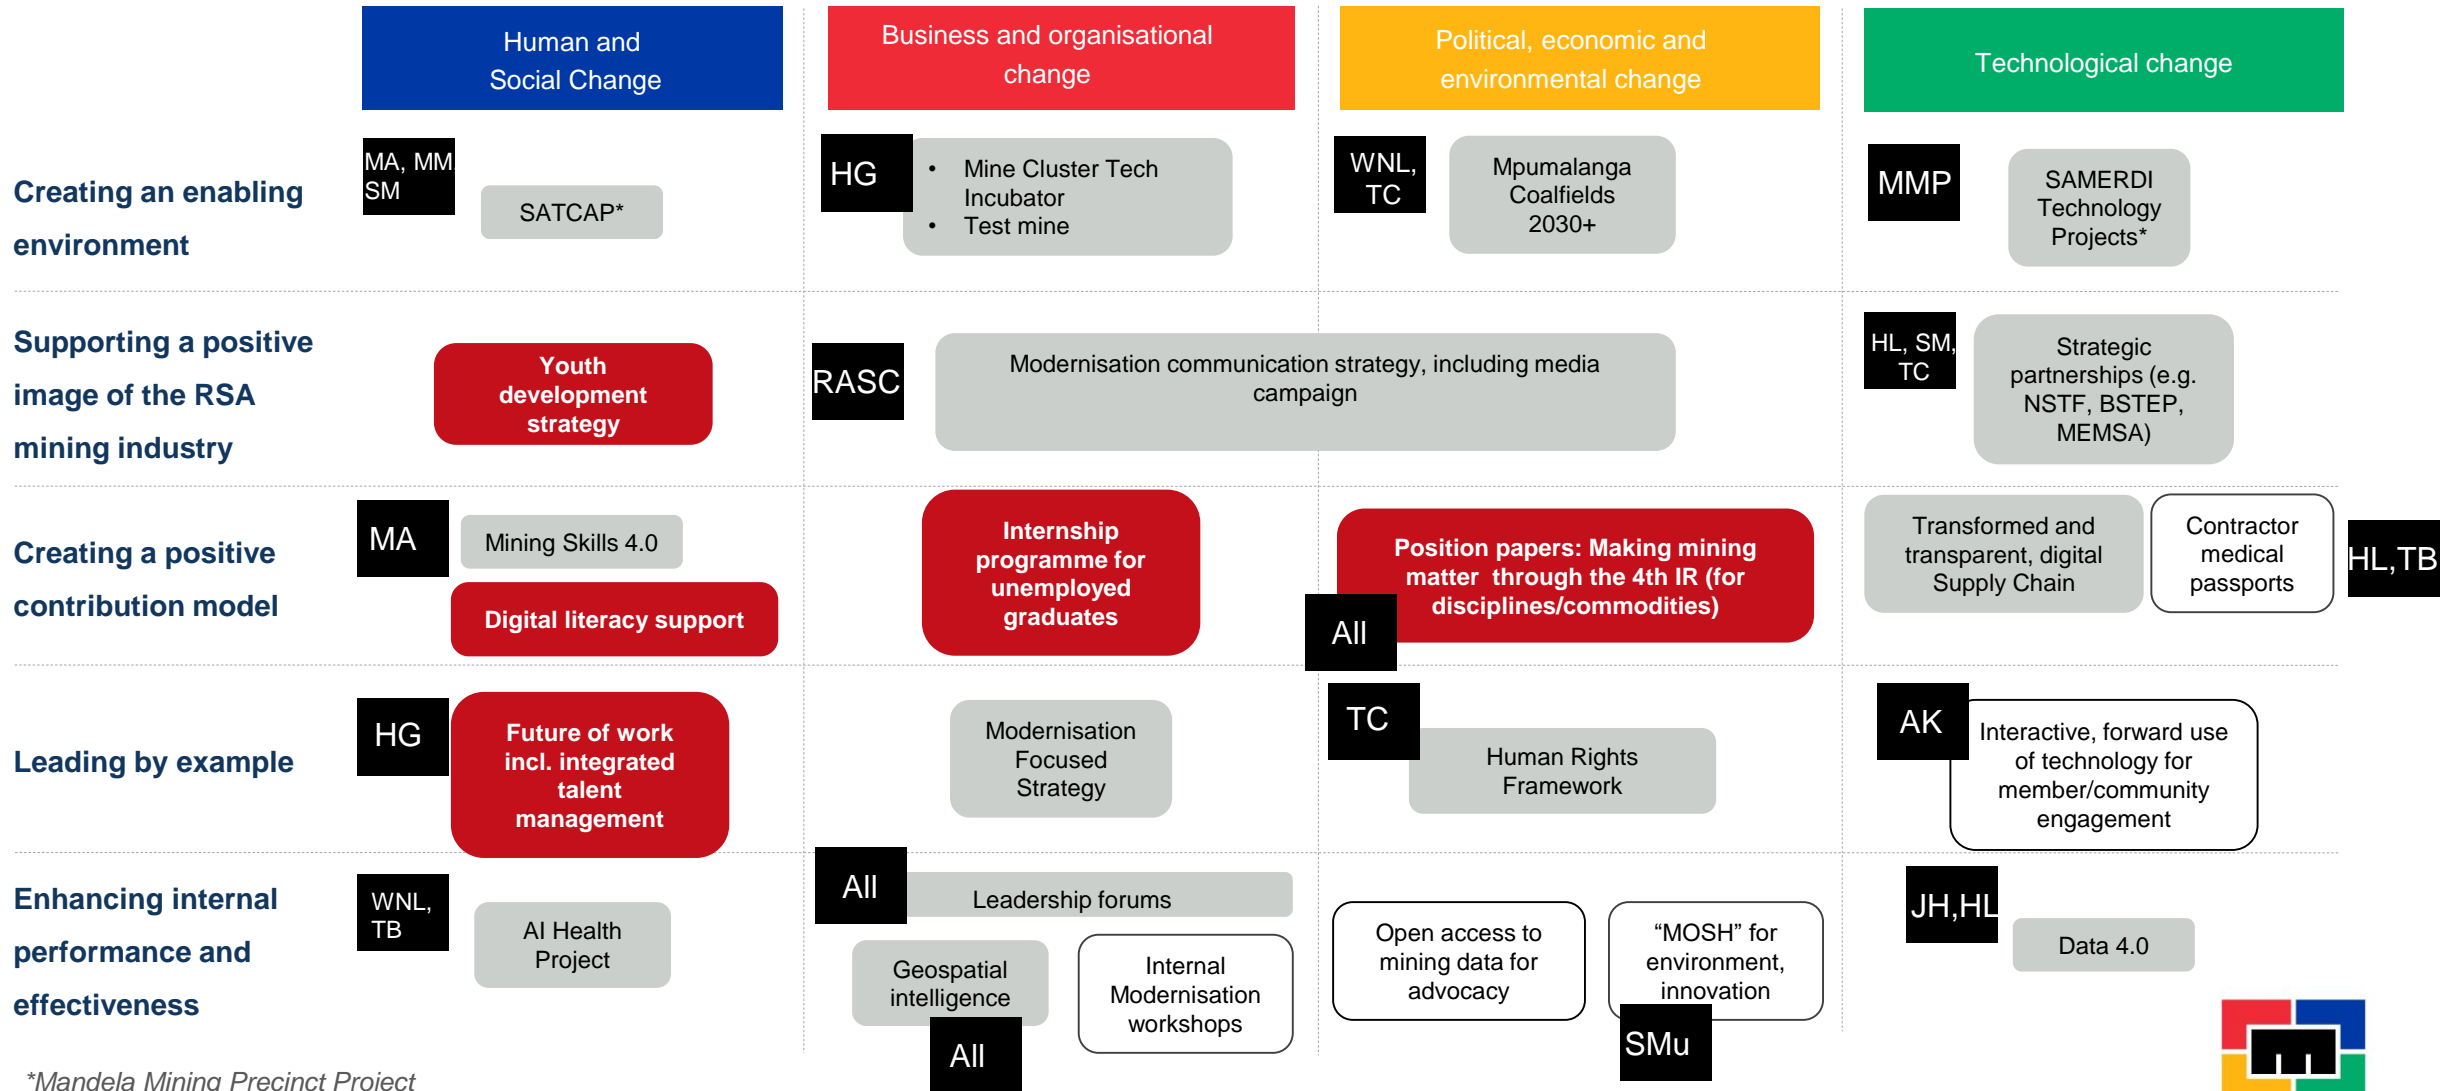 Human and
Social Change
Business and organisational
change
Political, economic and
environmental change
Technological change
Creating an enabling
environment
MA, MM,
SM
SATCAP*
HG
• Mine Cluster Tech
Incubator
• Test mine
WNL,
TC
Mpumalanga
Coalfields
2030+
MMP
SAMERDI
Technology
Projects*
Supporting a positive
image of the RSA
mining industry
Youth
development
strategy
RASC
Modernisation communication strategy, including media
campaign
HL, SM,
TC
Strategic
partnerships (e.g.
NSTF, BSTEP,
MEMSA)
Creating a positive
contribution model
MA
Mining Skills 4.0
Digital literacy support
Internship
programme for
unemployed
graduates
Position papers: Making mining
matter through the 4th IR (for
disciplines/commodities)
All
Transformed and
transparent, digital
Supply Chain
Contractor
medical
passports
HL,TB
Leading by example
HG
Future of work
incl. integrated
talent
management
Modernisation
Focused
Strategy
TC
Human Rights
Framework
AK
Interactive, forward use
of technology for
member/community
engagement
Enhancing internal
performance and
effectiveness
WNL,
TB
AI Health
Project
All
Leadership forums
Geospatial
intelligence
All
Internal
Modernisation
workshops
Open access to
mining data for
advocacy
“MOSH” for
environment,
innovation
SMu
JH,HL
Data 4.0
*Mandela Mining Precinct Project